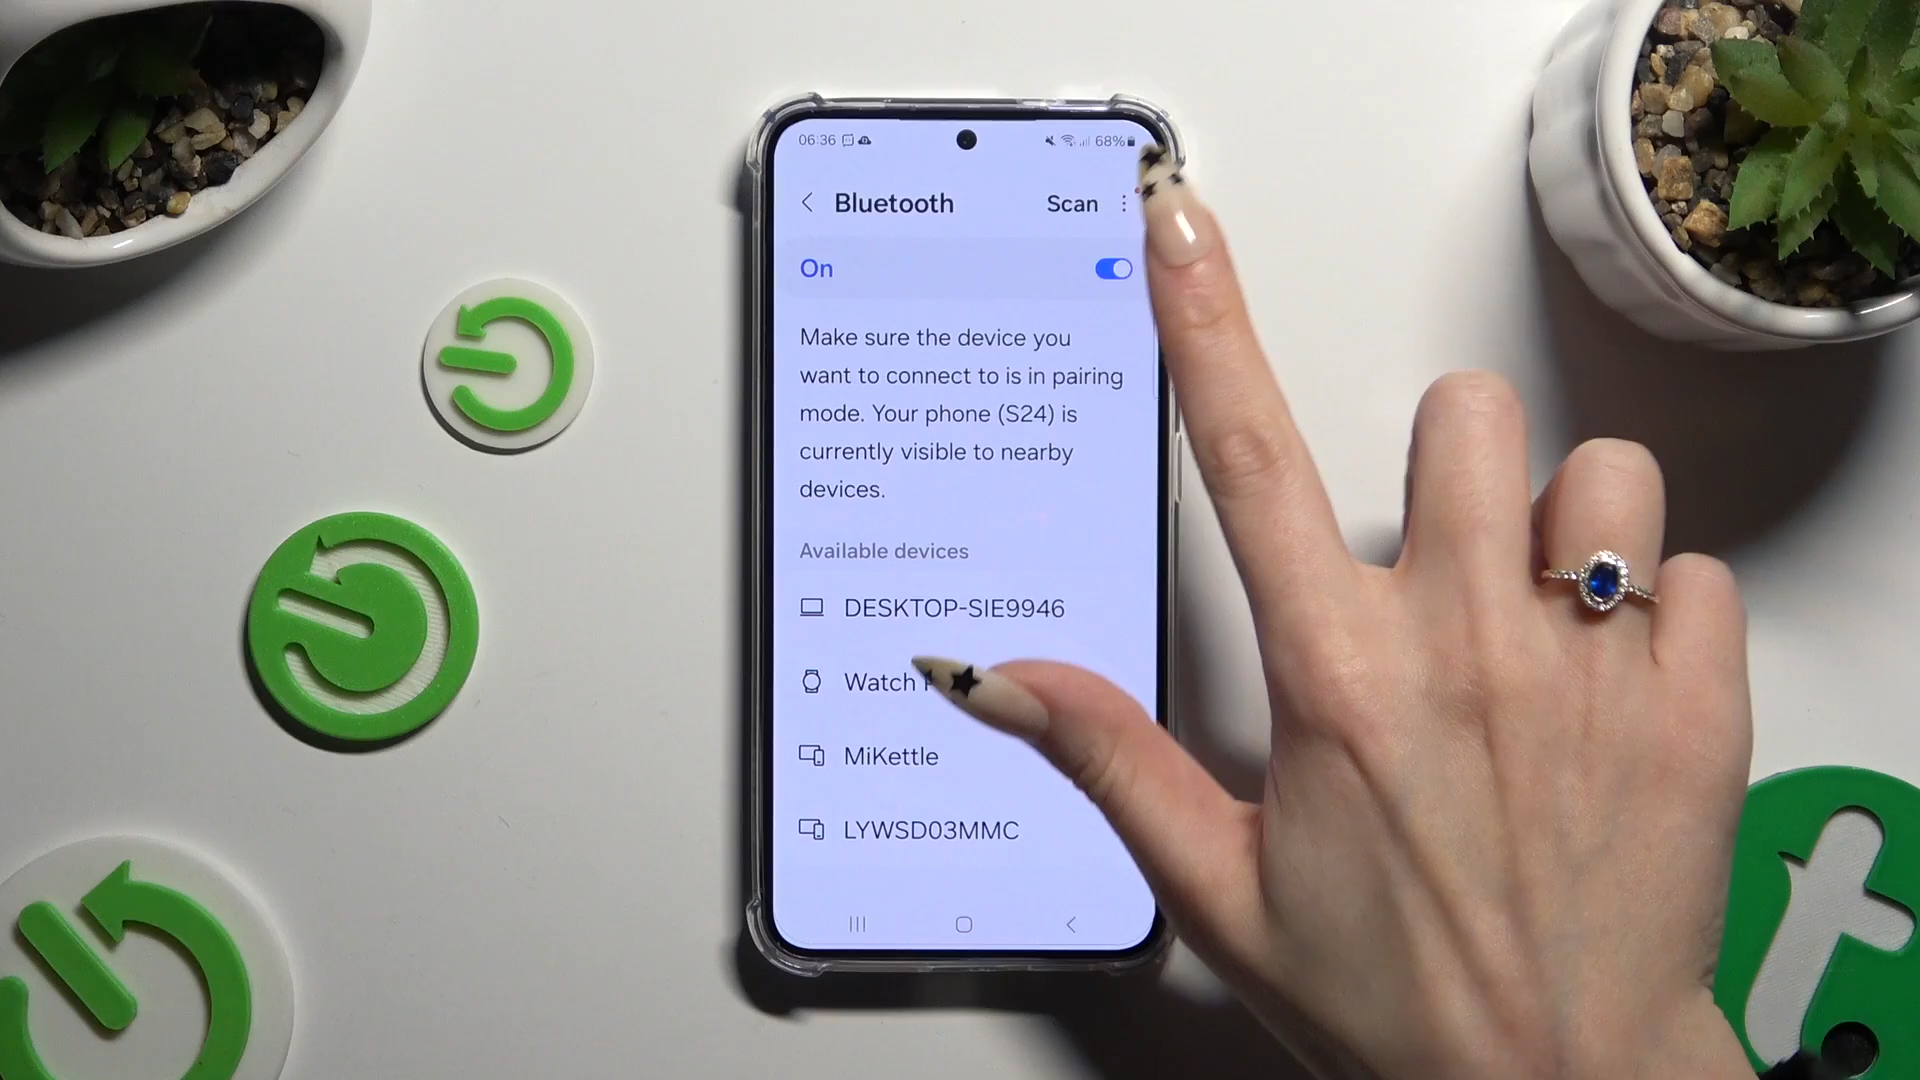 06:36
68%
Bluetooth
Scan
On
Make sure the device you
want to connect to is in pairing
mode. Your phone (S24) is
currently visible to nearby
devices.
Available devices
DESKTOP-SIE9946
Watch
MiKettle
LYWSD03MMC